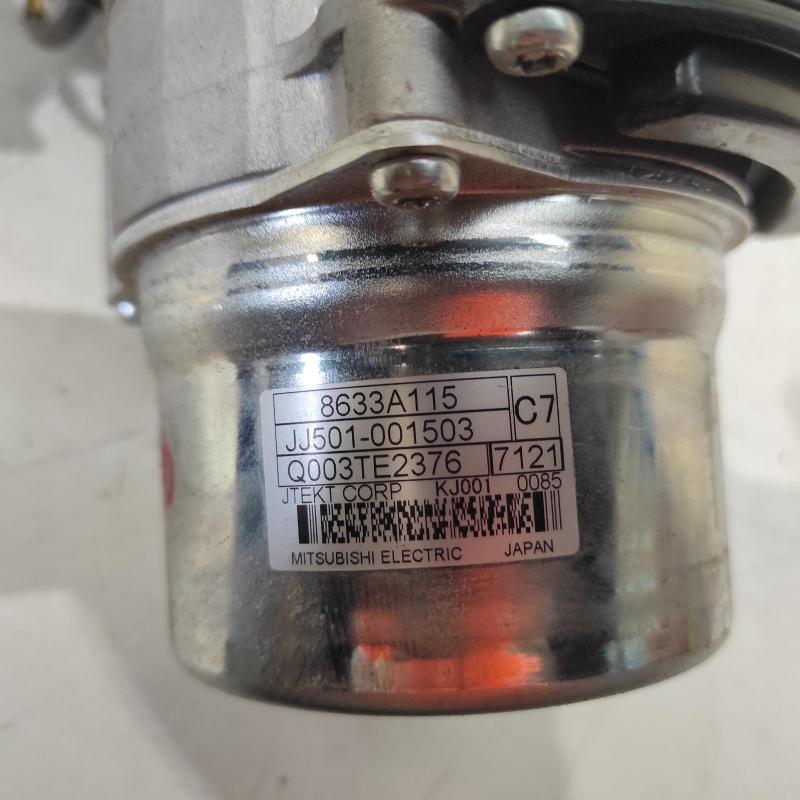 8633A115 C7
JJ501-001503
Q003TE2376 7121
JTEKT CORP KJ001 0085
MITSUBISHI ELECTRIC JAPAN